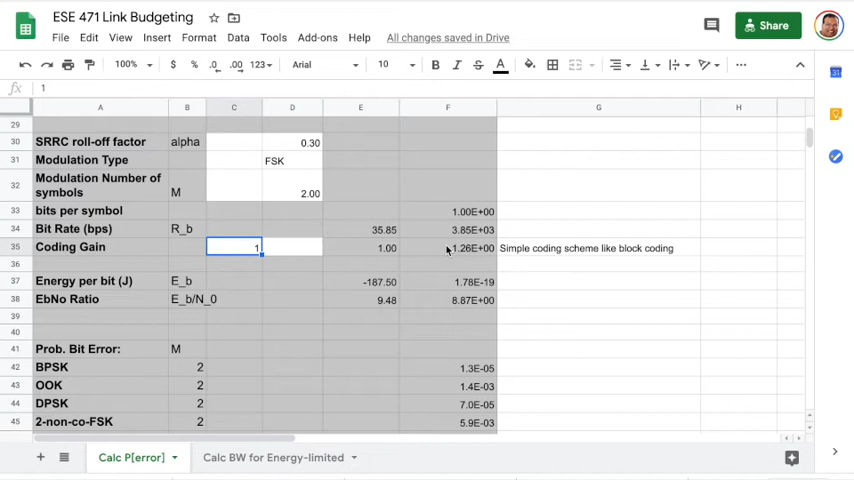 ESE 471 Link Budgeting
File Edit View Insert Format Data Tools Add-ons Help All changes saved in Drive
Share
100% $ % .0 .00 123 Arial 10 B I S A
fx 1
A B C D E F G H
29
30 SRRC roll-off factor alpha 0.30
31 Modulation Type FSK
32 Modulation Number of symbols M 2.00
33 bits per symbol 1.00E+00
34 Bit Rate (bps) R_b 35.85 3.85E+03
35 Coding Gain 1 1.00 1.26E+00 Simple coding scheme like block coding
36
37 Energy per bit (J) E_b -187.50 1.78E-19
38 EbNo Ratio E_b/N_0 9.48 8.87E+00
39
40
41 Prob. Bit Error: M
42 BPSK 2 1.3E-05
43 OOK 2 1.4E-03
44 DPSK 2 7.0E-05
45 2-non-co-FSK 2 5.9E-03
Calc P[error] Calc BW for Energy-limited